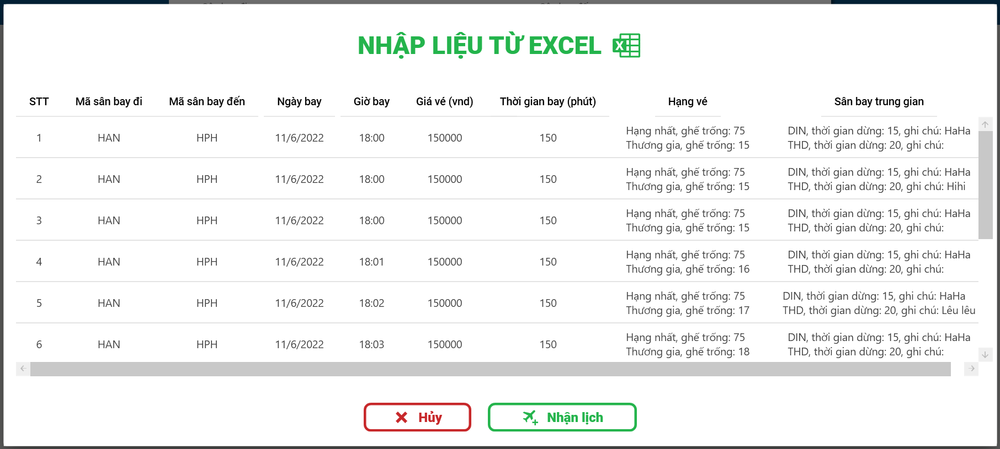 NHẬP LIỆU TỪ EXCEL
STT Mã sân bay đi Mã sân bay đến Ngày bay Giờ bay Giá vé (vnd) Thời gian bay (phút) Hạng vé Sân bay trung gian
1 HAN HPH 11/6/2022 18:00 150000 150 Hạng nhất, ghế trống: 75 DIN, thời gian dừng: 15, ghi chú: HaHa
Thương gia, ghế trống: 15 THD, thời gian dừng: 20, ghi chú:
2 HAN HPH 11/6/2022 18:00 150000 150 Hạng nhất, ghế trống: 75 DIN, thời gian dừng: 15, ghi chú: HaHa
Thương gia, ghế trống: 15 THD, thời gian dừng: 20, ghi chú: Hihi
3 HAN HPH 11/6/2022 18:00 150000 150 Hạng nhất, ghế trống: 75 DIN, thời gian dừng: 15, ghi chú: HaHa
Thương gia, ghế trống: 15 THD, thời gian dừng: 20, ghi chú:
4 HAN HPH 11/6/2022 18:01 150000 150 Hạng nhất, ghế trống: 75 DIN, thời gian dừng: 15, ghi chú: HaHa
Thương gia, ghế trống: 16 THD, thời gian dừng: 20, ghi chú:
5 HAN HPH 11/6/2022 18:02 150000 150 Hạng nhất, ghế trống: 75 DIN, thời gian dừng: 15, ghi chú: HaHa
Thương gia, ghế trống: 17 THD, thời gian dừng: 20, ghi chú: Lêu lêu
6 HAN HPH 11/6/2022 18:03 150000 150 Hạng nhất, ghế trống: 75 DIN, thời gian dừng: 15, ghi chú: HaHa
Thương gia, ghế trống: 18 THD, thời gian dừng: 20, ghi chú:
Hủy
Nhận lịch